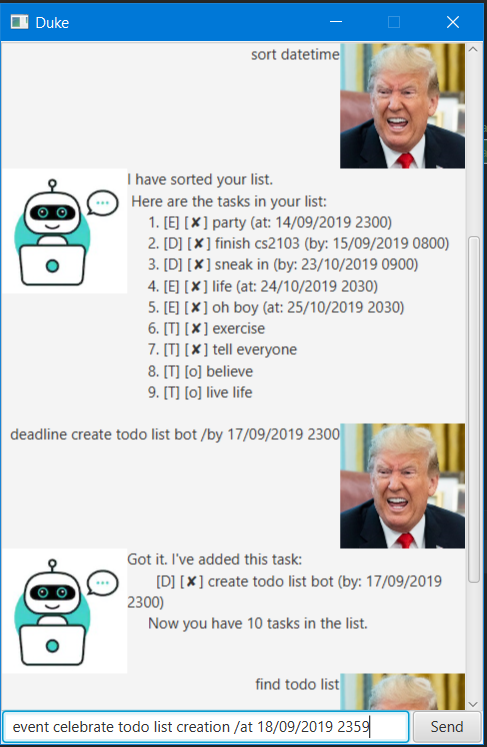 Duke
sort datetime
I have sorted your list.
Here are the tasks in your list:
1. [E] [✘] party (at: 14/09/2019 2300)
2. [D] [✘] finish cs2103 (by: 15/09/2019 0800)
3. [D] [✘] sneak in (by: 23/10/2019 0900)
4. [E] [✘] life (at: 24/10/2019 2030)
5. [E] [✘] oh boy (at: 25/10/2019 2030)
6. [T] [✘] exercise
7. [T] [✘] tell everyone
8. [T] [o] believe
9. [T] [o] live life
deadline create todo list bot /by 17/09/2019 2300
Got it. I've added this task:
[D] [✘] create todo list bot (by: 17/09/2019
2300)
Now you have 10 tasks in the list.
find todo list
event celebrate todo list creation /at 18/09/2019 2359
Send